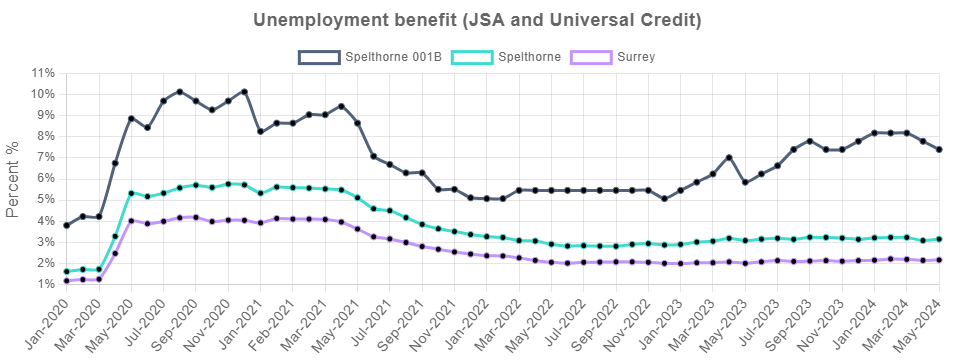 Unemployment benefit (JSA and Universal Credit)
Spelthorne 001B Spelthorne Surrey
Percent %
11%
10%
9%
8%
7%
6%
5%
4%
3%
2%
1%
Jan-2020 Mar-2020 May-2020 Jul-2020 Sep-2020 Nov-2020 Jan-2021 Feb-2021 Mar-2021 May-2021 Jul-2021 Sep-2021 Nov-2021 Jan-2022 Mar-2022 May-2022 Jul-2022 Sep-2022 Nov-2022 Jan-2023 Mar-2023 May-2023 Jul-2023 Sep-2023 Nov-2023 Jan-2024 Mar-2024 May-2024